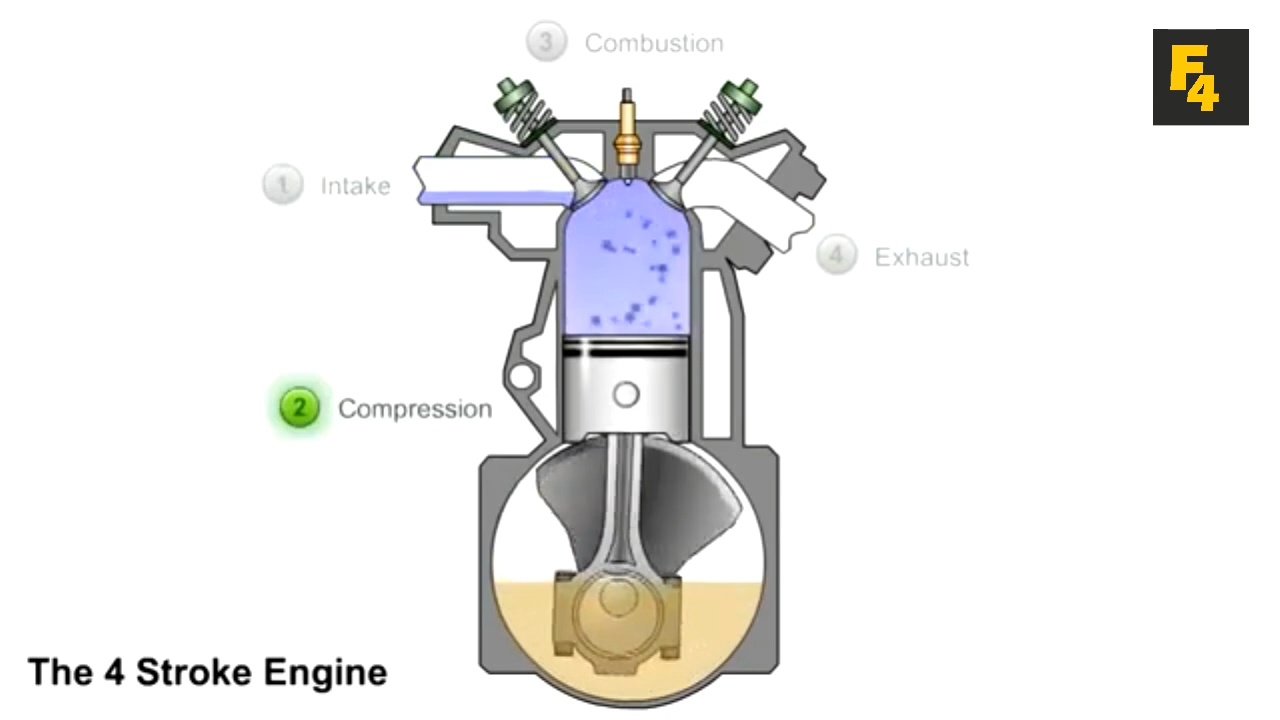 3 Combustion
F4
1 Intake
4 Exhaust
2 Compression
The 4 Stroke Engine